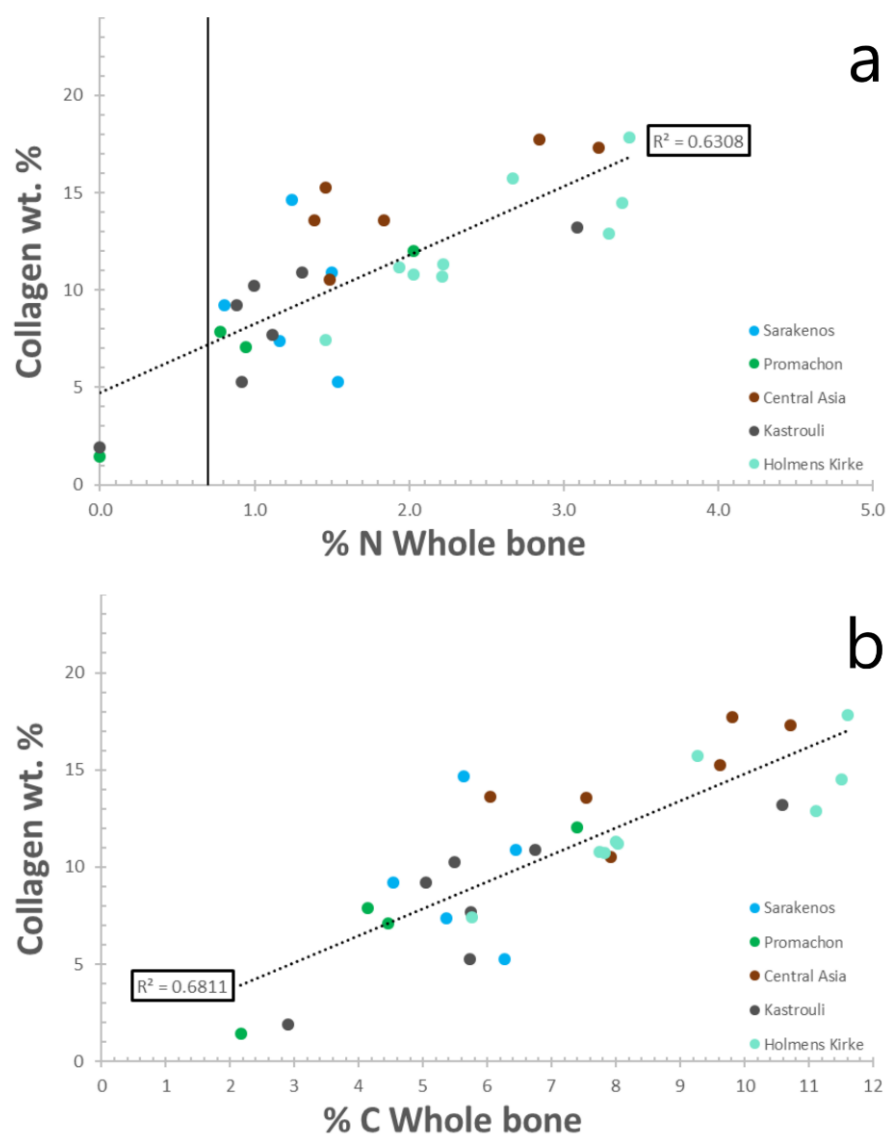 a
Collagen wt. %
20
15
10
5
0
R² = 0.6308
Sarakenos
Promachon
Central Asia
Kastrouli
Holmens Kirke
0.0 1.0 2.0 3.0 4.0 5.0
% N Whole bone
b
Collagen wt. %
20
15
10
5
0
R² = 0.6811
Sarakenos
Promachon
Central Asia
Kastrouli
Holmens Kirke
0 1 2 3 4 5 6 7 8 9 10 11 12
% C Whole bone